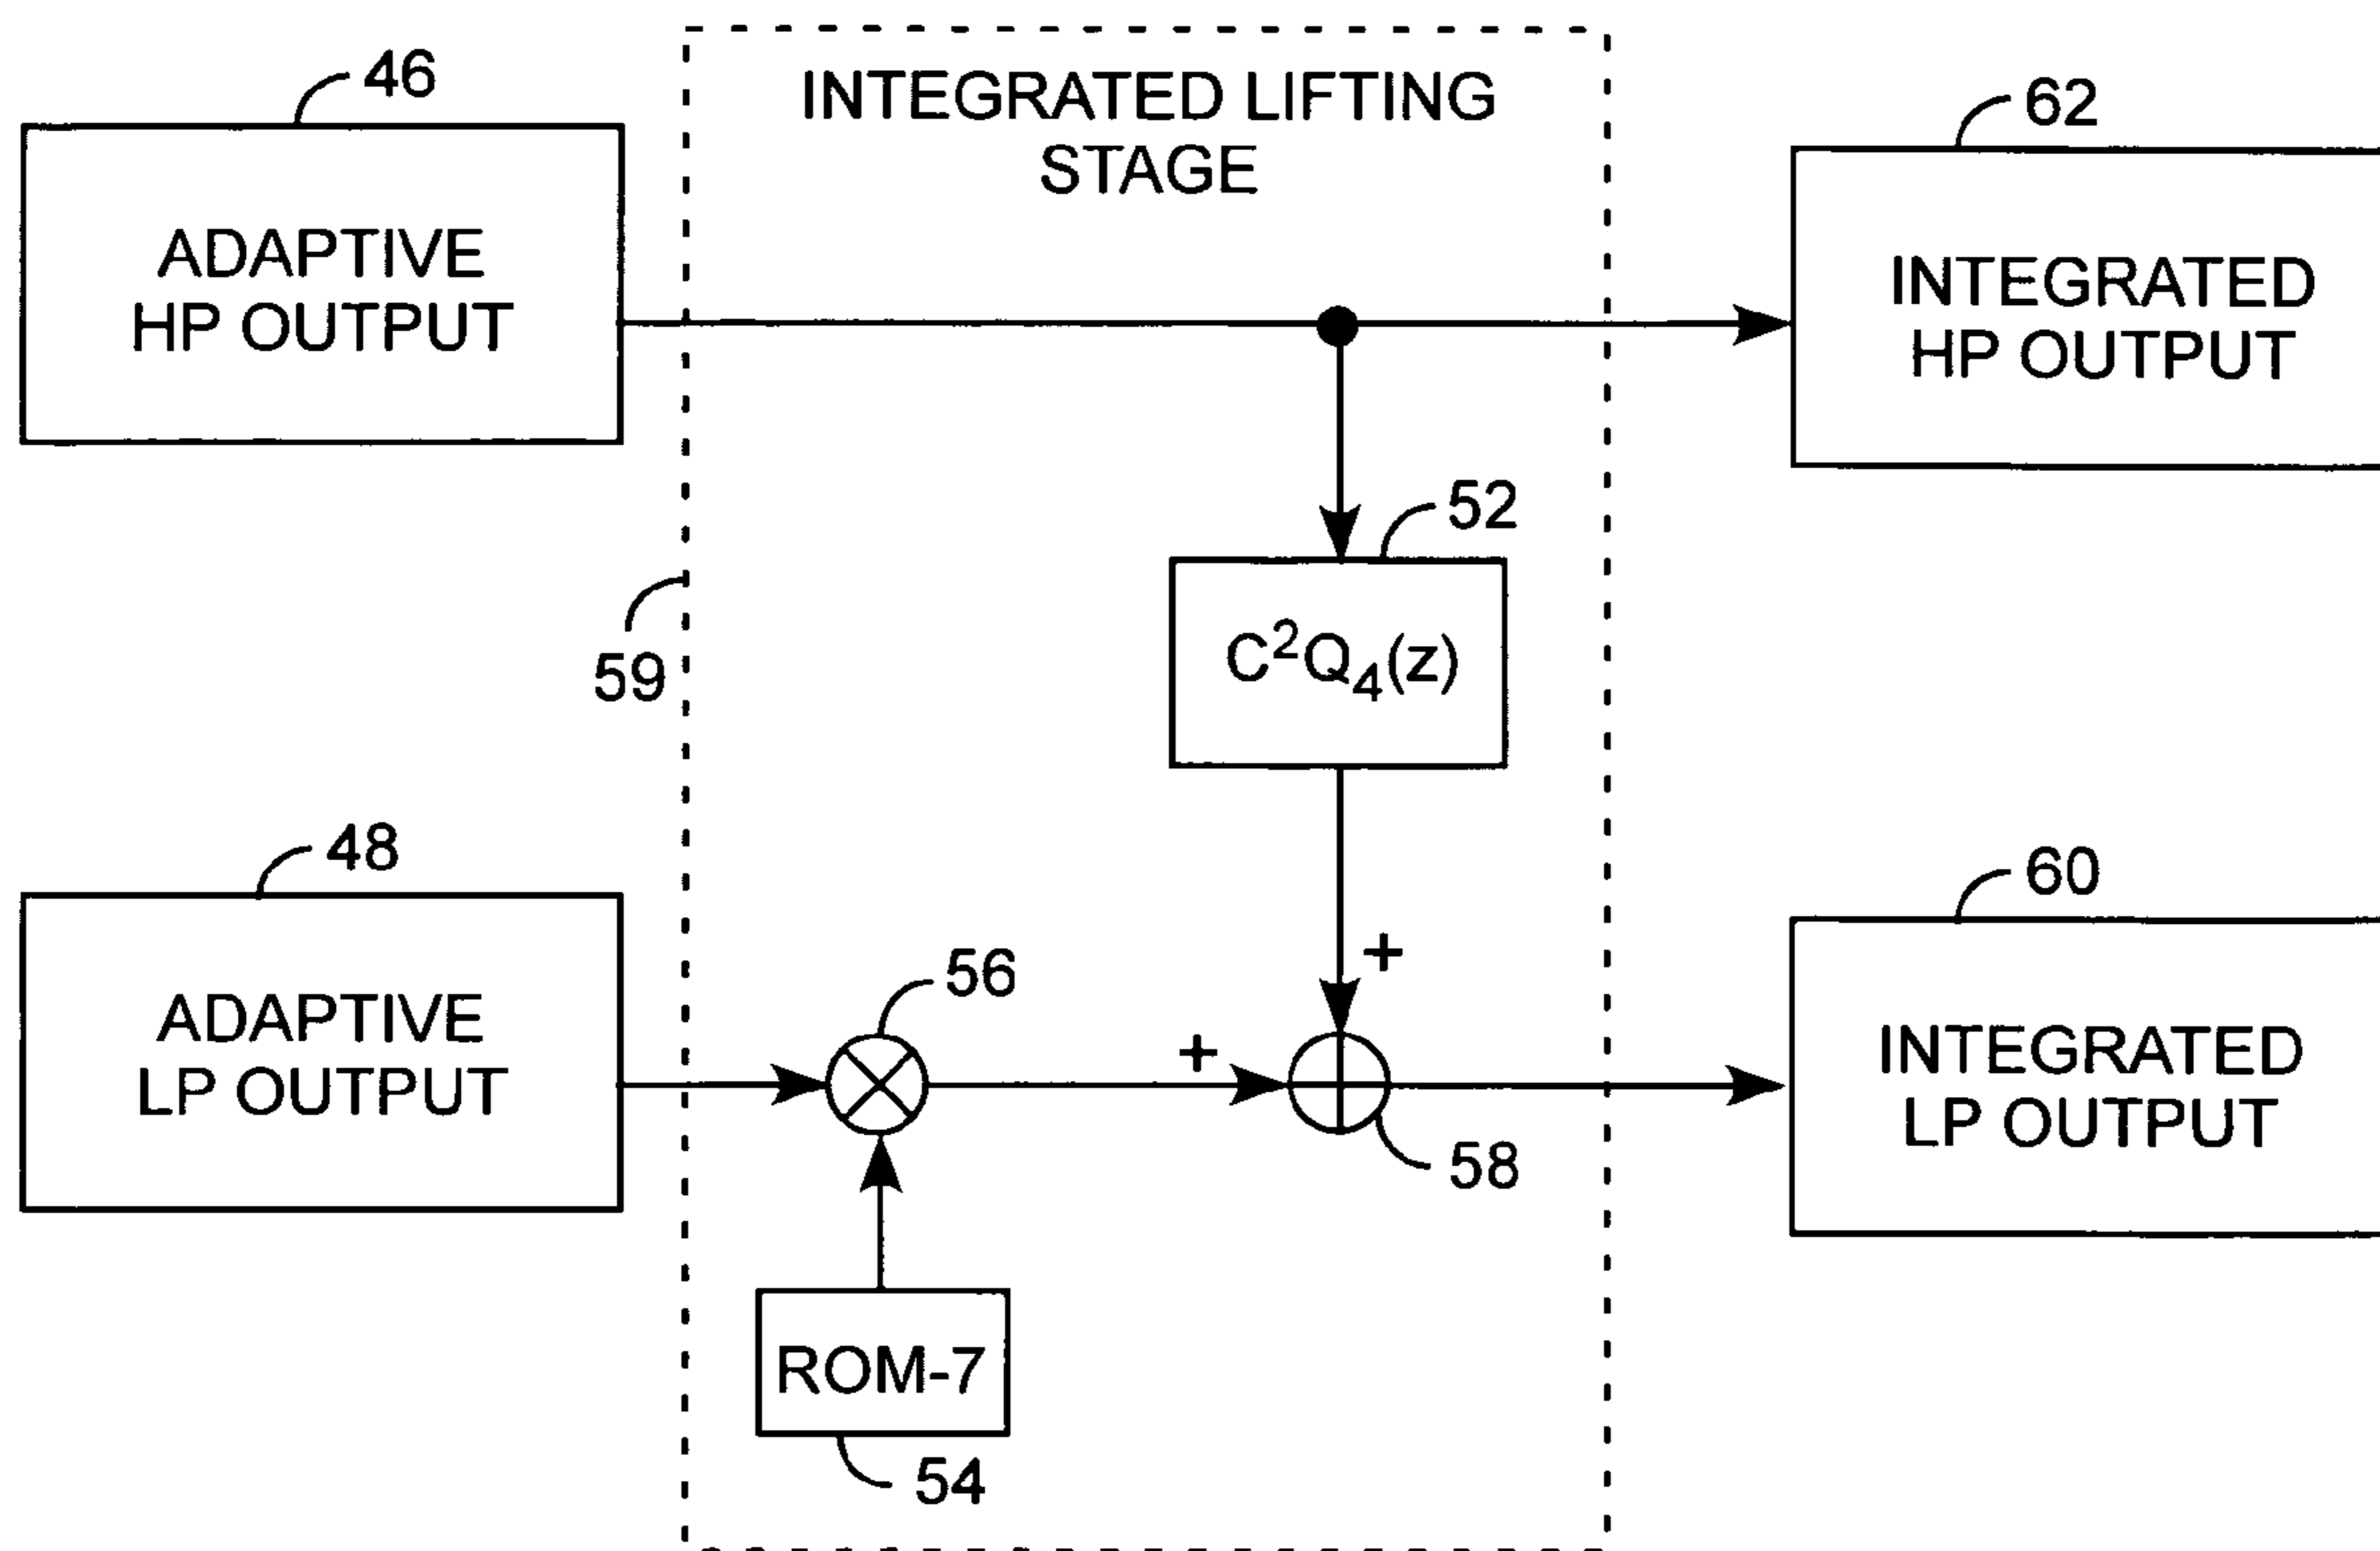 46
INTEGRATED LIFTING
STAGE
62
ADAPTIVE
HP OUTPUT
INTEGRATED
HP OUTPUT
52
C²Q₄(z)
59
48
60
+
56
ADAPTIVE
LP OUTPUT
+
INTEGRATED
LP OUTPUT
58
ROM-7
54